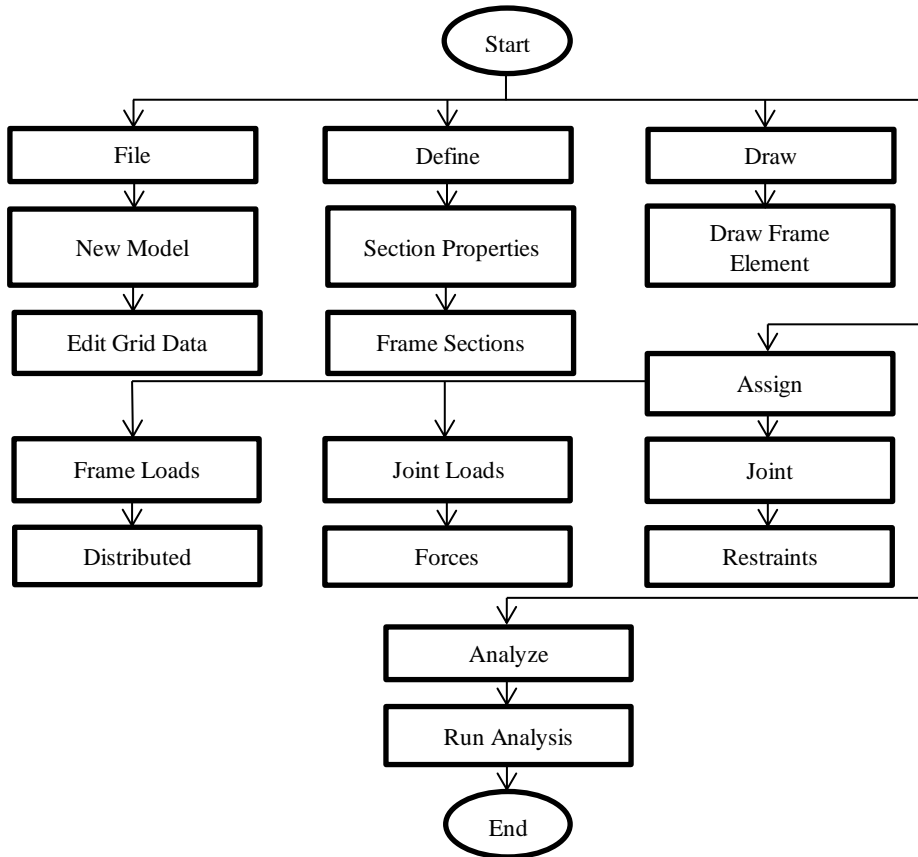 Start
File
Define
Draw
New Model
Section Properties
Draw Frame
Element
Edit Grid Data
Frame Sections
Assign
Frame Loads
Joint Loads
Joint
Distributed
Forces
Restraints
Analyze
Run Analysis
End